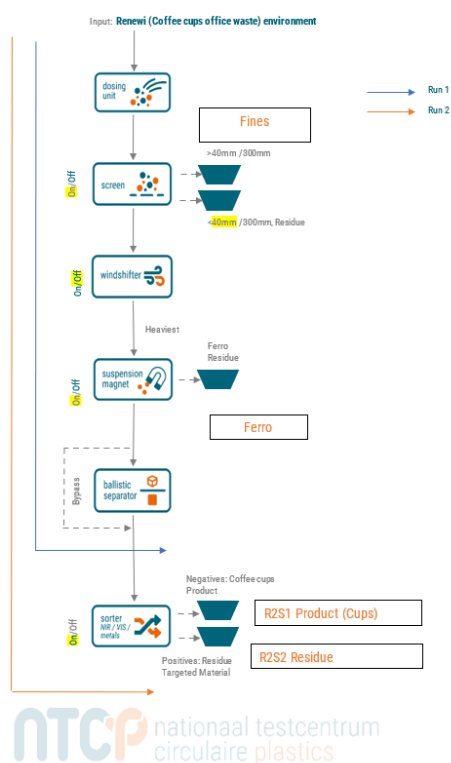 Input: Renewi (Coffee cups office waste) environment
dosing
unit
Run 1
Run 2
Fines
>40mm /300mm
On/Off
screen
<40mm /300mm, Residue
On/Off
windshifter
Heaviest
Ferro
Residue
On/Off
suspension
magnet
Ferro
Bypass
ballistic
separator
Negatives: Coffee cups
Product
On/Off
sorter
NIR / VIS /
metals
R2S1 Product (Cups)
R2S2 Residue
Positives: Residue
Targeted Material
NTCP nationaal testcentrum
circulaire plastics